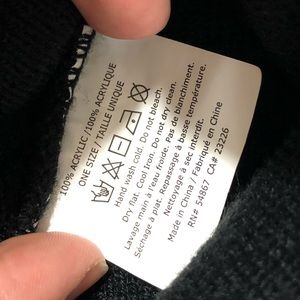 100% ACRILIC /100% ACRYLIQUE
ONE SIZE / TAILLE UNIQUE
Hand wash cold. Do not bleach.
Dry flat. Cool Iron. Do not dry clean.
Lavage main à l'eau froide. Pas de blanchiment.
Séchage à plat. Repassage à basse température.
Nettoyage à sec interdit.
Made in China / Fabriqué en Chine
RN# 54867 CA# 23226